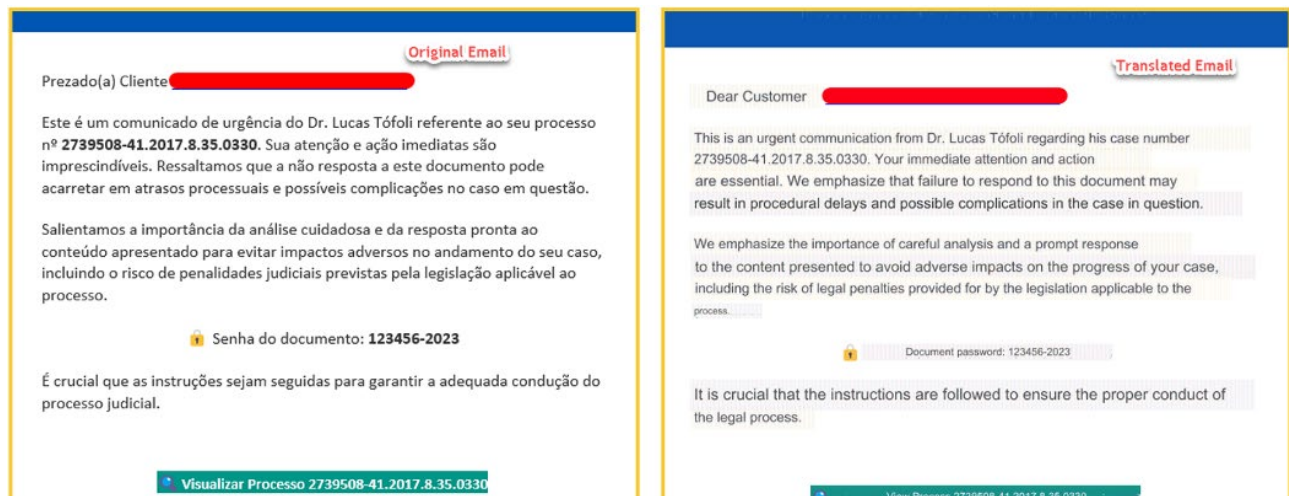 Original Email
Prezado(a) Cliente
Este é um comunicado de urgência do Dr. Lucas Tófoli referente ao seu processo
nº 2739508-41.2017.8.35.0330. Sua atenção e ação imediatas são
imprescindíveis. Ressaltamos que a não resposta a este documento pode
acarretar em atrasos processuais e possíveis complicações no caso em questão.
Salientamos a importância da análise cuidadosa e da resposta pronta ao
conteúdo apresentado para evitar impactos adversos no andamento do seu caso,
incluindo o risco de penalidades judiciais previstas pela legislação aplicável ao
processo.
Senha do documento: 123456-2023
É crucial que as instruções sejam seguidas para garantir a adequada condução do
processo judicial.
Visualizar Processo 2739508-41.2017.8.35.0330
Translated Email
Dear Customer
This is an urgent communication from Dr. Lucas Tófoli regarding his case number
2739508-41.2017.8.35.0330. Your immediate attention and action
are essential. We emphasize that failure to respond to this document may
result in procedural delays and possible complications in the case in question.
We emphasize the importance of careful analysis and a prompt response
to the content presented to avoid adverse impacts on the progress of your case,
including the risk of legal penalties provided for by the legislation applicable to the
process.
Document password: 123456-2023
It is crucial that the instructions are followed to ensure the proper conduct of
the legal process.
View Process 2739508-41.2017.8.35.0330